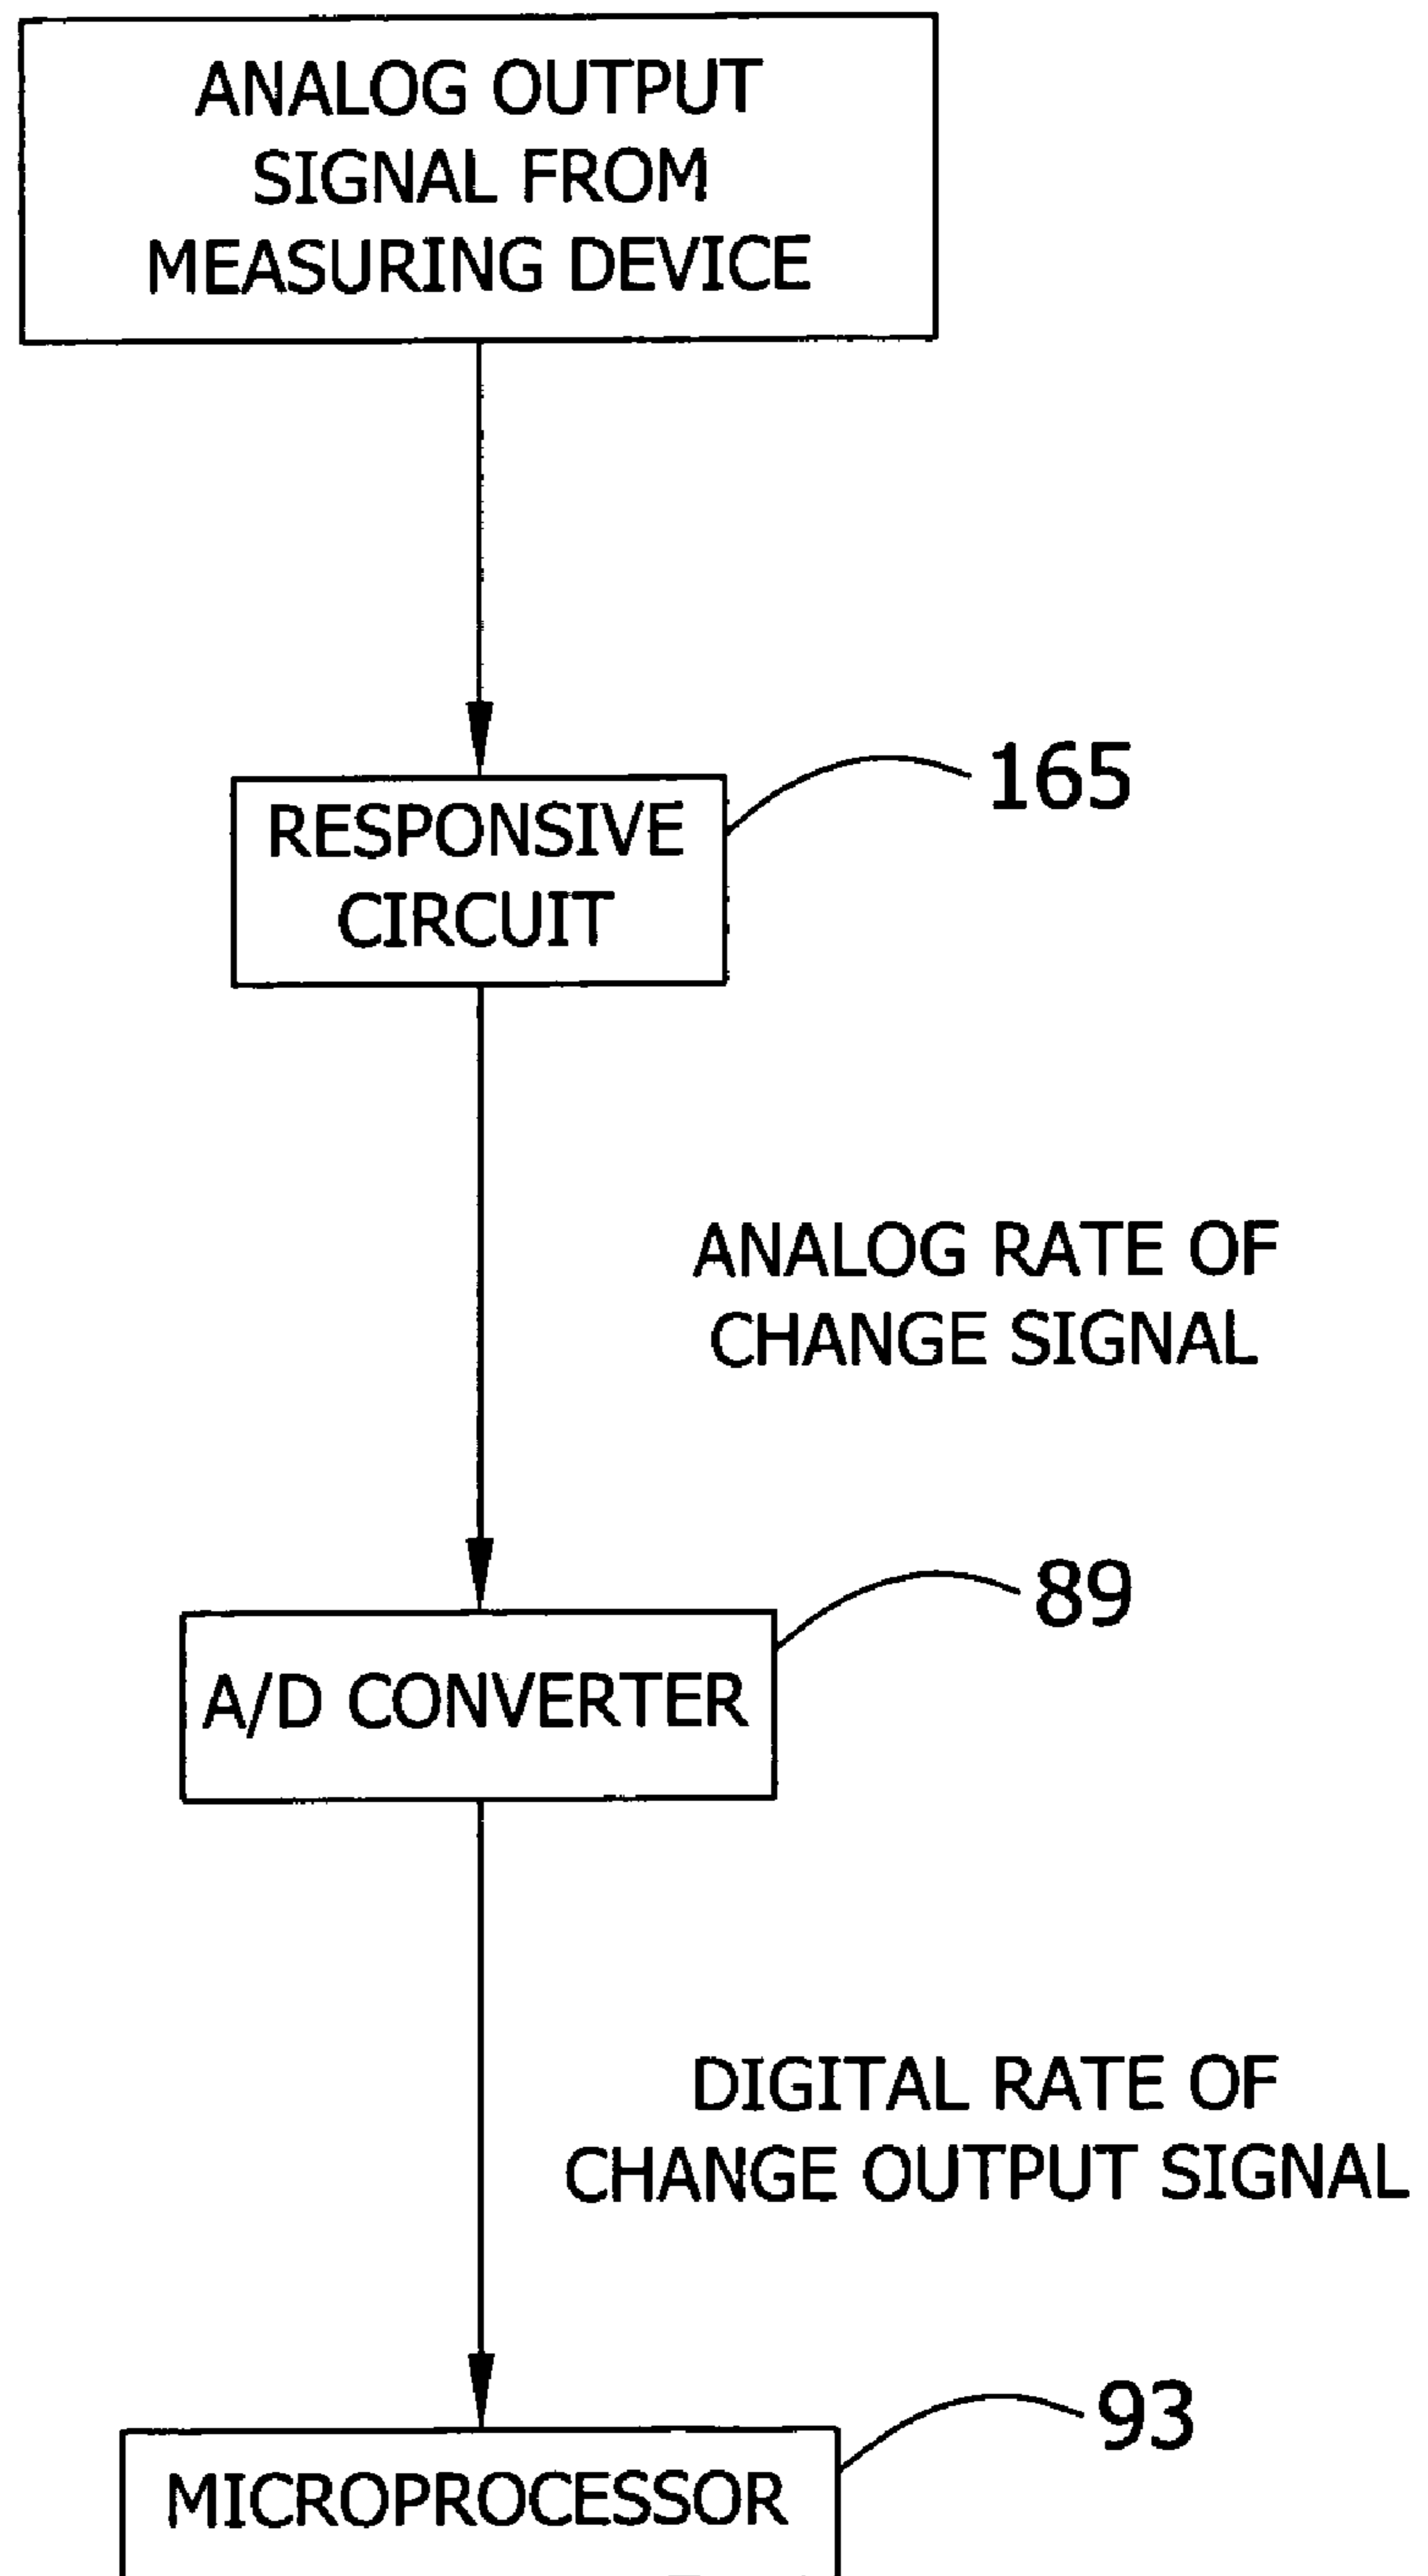 ANALOG OUTPUT
SIGNAL FROM
MEASURING DEVICE
165
RESPONSIVE
CIRCUIT
ANALOG RATE OF
CHANGE SIGNAL
89
A/D CONVERTER
DIGITAL RATE OF
CHANGE OUTPUT SIGNAL
93
MICROPROCESSOR